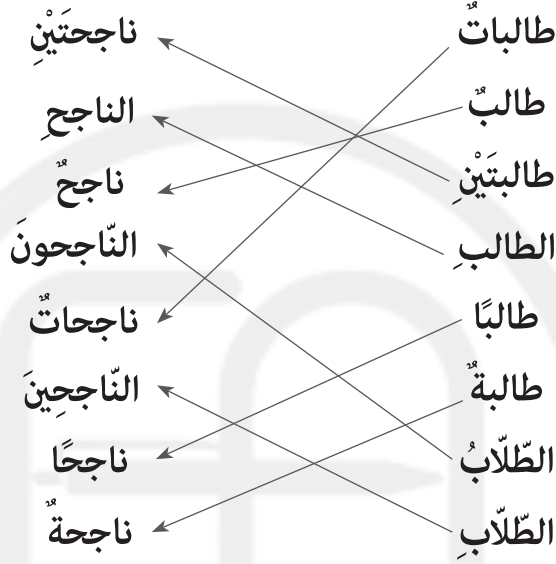 طالباتٌ ناجحتَيْنِ
طالبٌ الناجحِ
طالبتَيْنِ ناجحٌ
الطالبِ النّاجحونَ
طالبًا ناجحاتٌ
طالبةٌ النّاجحِينَ
الطّلّابُ ناجحًا
الطّلّابِ ناجحةٌ